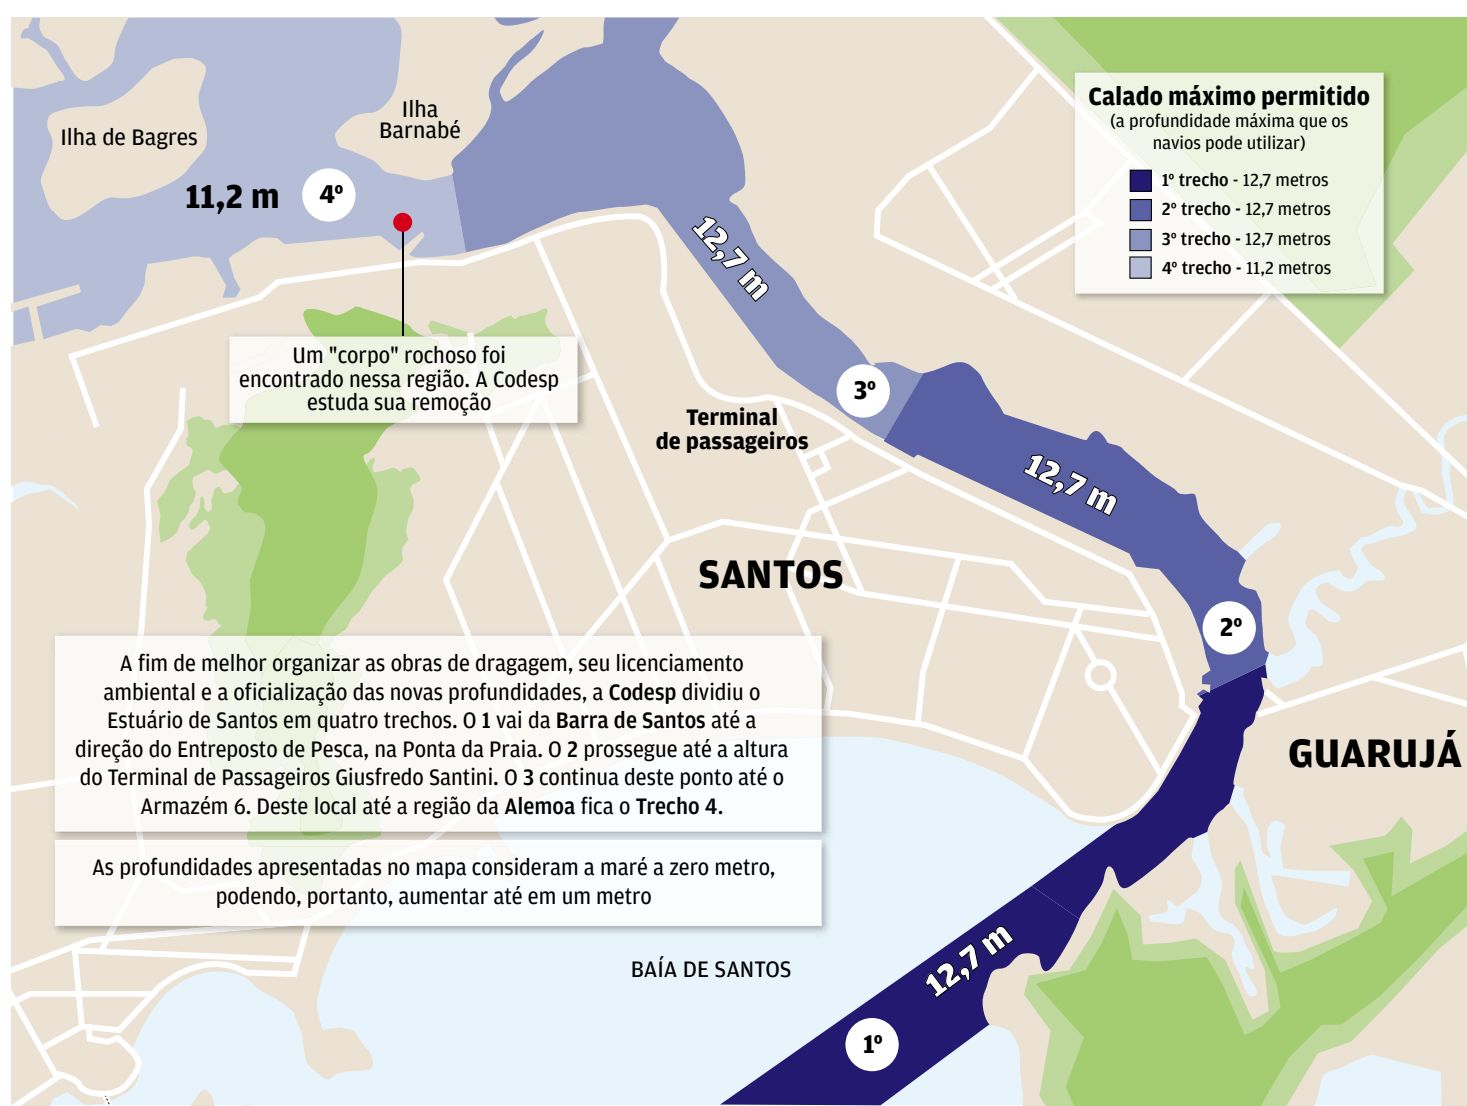 Ilha de Bagres
Ilha
Barnabé
11,2 m
4º
Calado máximo permitido
(a profundidade máxima que os
navios pode utilizar)
1º trecho - 12,7 metros
2º trecho - 12,7 metros
3º trecho - 12,7 metros
4º trecho - 11,2 metros
12,7 m
Um "corpo" rochoso foi
encontrado nessa região. A Codesp
estuda sua remoção
3º
Terminal
de passageiros
12,7 m
SANTOS
2º
A fim de melhor organizar as obras de dragagem, seu licenciamento
ambiental e a oficialização das novas profundidades, a Codesp dividiu o
Estuário de Santos em quatro trechos. O 1 vai da Barra de Santos até a
direção do Entreposto de Pesca, na Ponta da Praia. O 2 prossegue até a altura
do Terminal de Passageiros Giusfredo Santini. O 3 continua deste ponto até o
Armazém 6. Deste local até a região da Alemoa fica o Trecho 4.
GUARUJÁ
As profundidades apresentadas no mapa consideram a maré a zero metro,
podendo, portanto, aumentar até em um metro
BAÍA DE SANTOS
12,7 m
1º